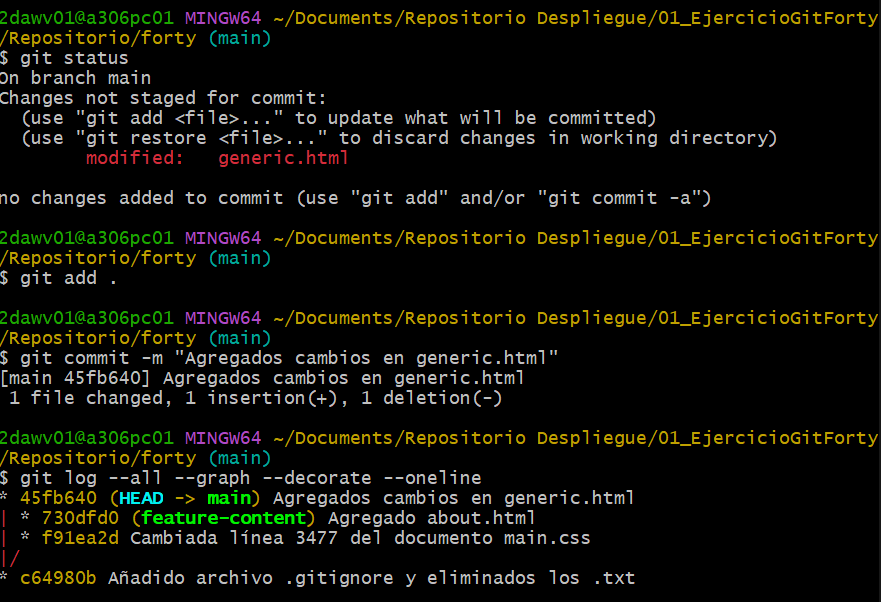 2dawv01@a306pc01 MINGW64 ~/Documents/Repositorio Despliegue/01_EjercicioGitForty
/Repositorio/forty (main)
$ git status
On branch main
Changes not staged for commit:
  (use "git add <file>..." to update what will be committed)
  (use "git restore <file>..." to discard changes in working directory)
        modified:   generic.html

no changes added to commit (use "git add" and/or "git commit -a")

2dawv01@a306pc01 MINGW64 ~/Documents/Repositorio Despliegue/01_EjercicioGitForty
/Repositorio/forty (main)
$ git add .

2dawv01@a306pc01 MINGW64 ~/Documents/Repositorio Despliegue/01_EjercicioGitForty
/Repositorio/forty (main)
$ git commit -m "Agregados cambios en generic.html"
[main 45fb640] Agregados cambios en generic.html
 1 file changed, 1 insertion(+), 1 deletion(-)

2dawv01@a306pc01 MINGW64 ~/Documents/Repositorio Despliegue/01_EjercicioGitForty
/Repositorio/forty (main)
$ git log --all --graph --decorate --oneline
* 45fb640 (HEAD -> main) Agregados cambios en generic.html
| * 730dfd0 (feature-content) Agregado about.html
| * f91ea2d Cambiada línea 3477 del documento main.css
|/
* c64980b Añadido archivo .gitignore y eliminados los .txt